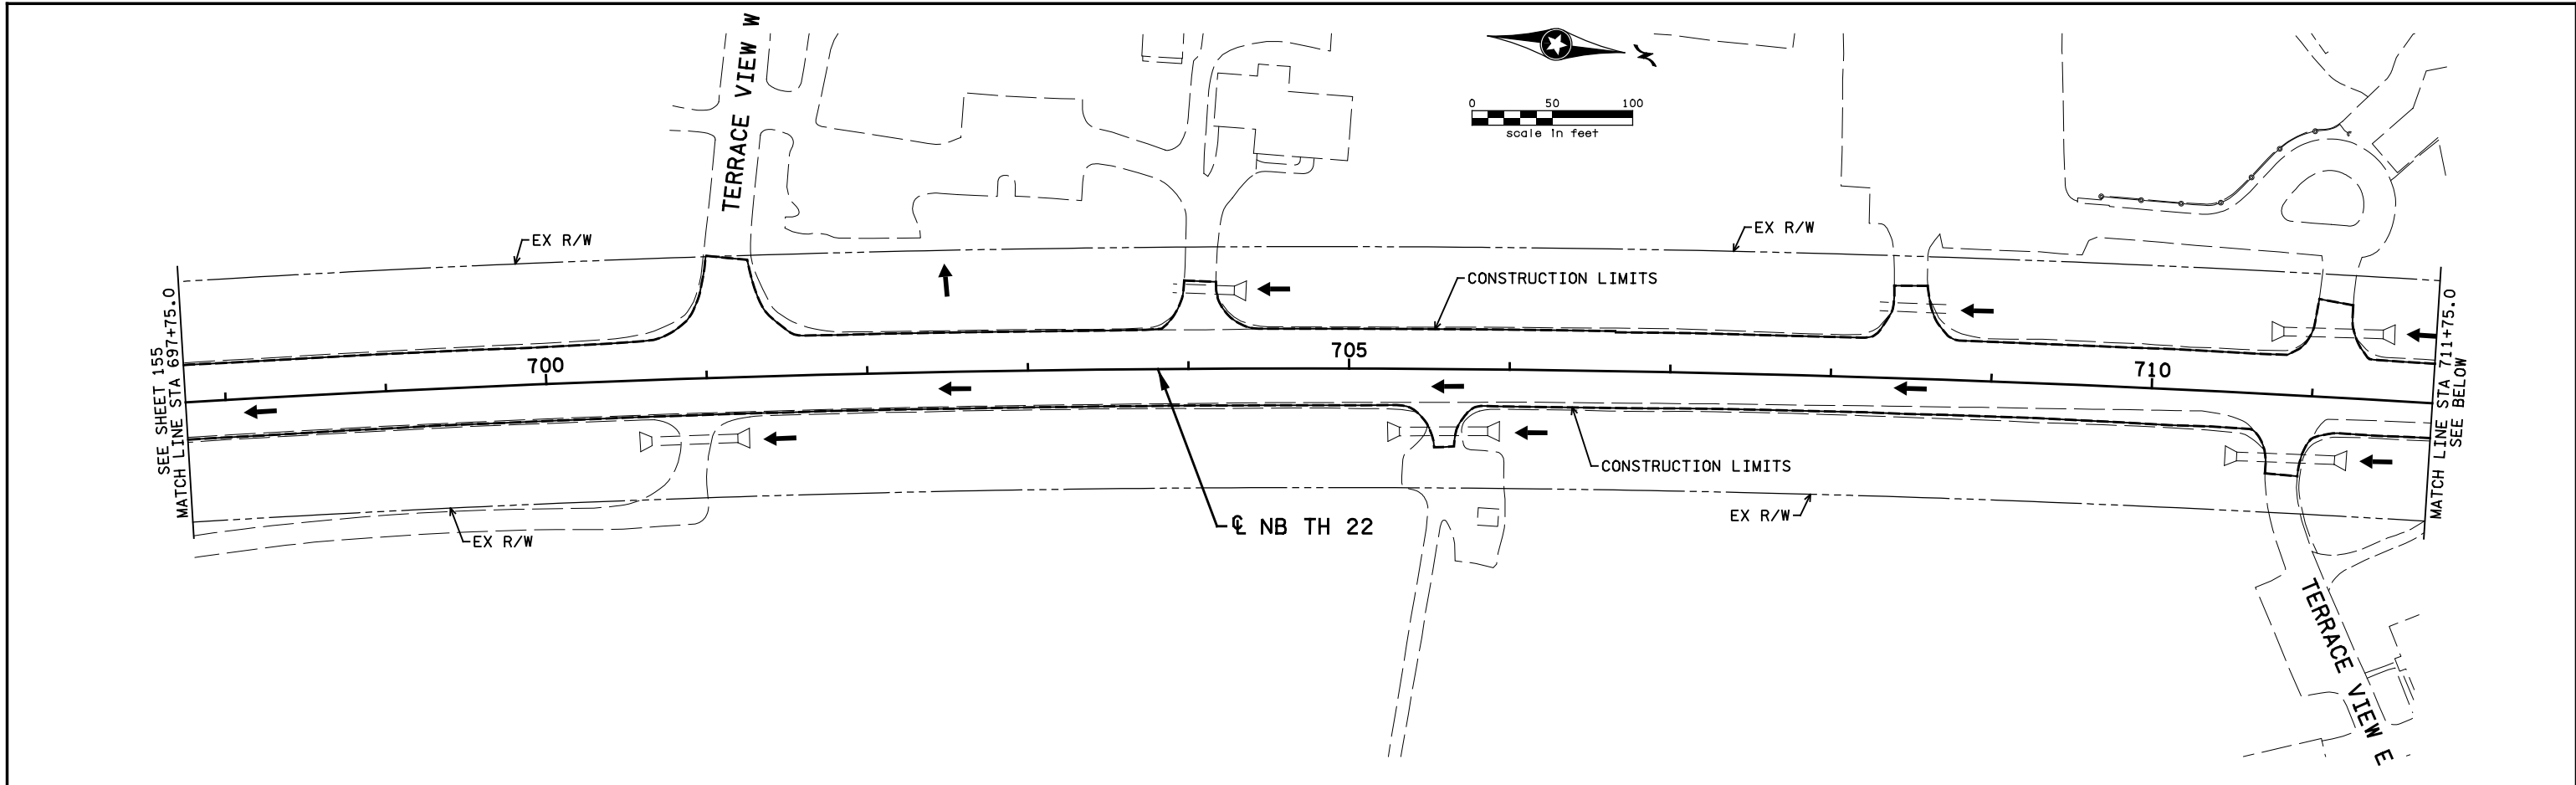 TERRACE VIEW W
N
0 50 100
scale in feet
EX R/W
EX R/W
CONSTRUCTION LIMITS
SEE SHEET 155
MATCH LINE STA 697+75.0
700
705
710
MATCH LINE STA 711+75.0
SEE BELOW
CONSTRUCTION LIMITS
EX R/W
EX R/W
℄ NB TH 22
TERRACE VIEW E